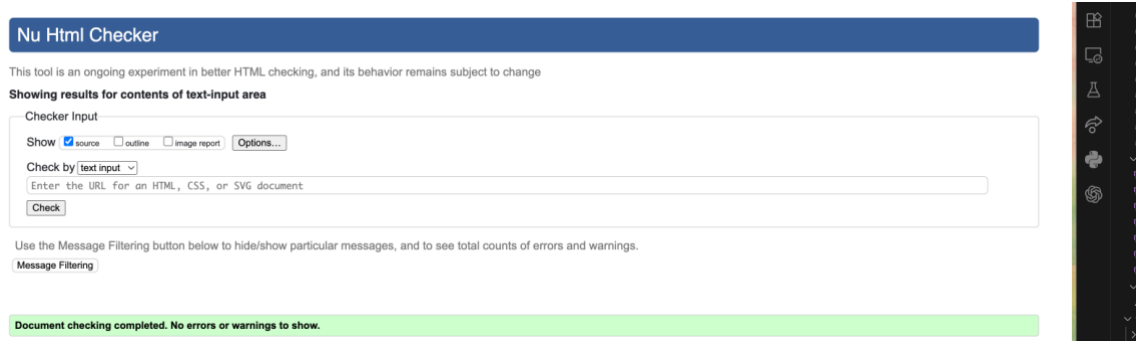 Nu Html Checker
This tool is an ongoing experiment in better HTML checking, and its behavior remains subject to change
Showing results for contents of text-input area
Checker Input
Show source outline image report Options...
Check by text input
Enter the URL for an HTML, CSS, or SVG document
Check
Use the Message Filtering button below to hide/show particular messages, and to see total counts of errors and warnings.
Message Filtering
Document checking completed. No errors or warnings to show.